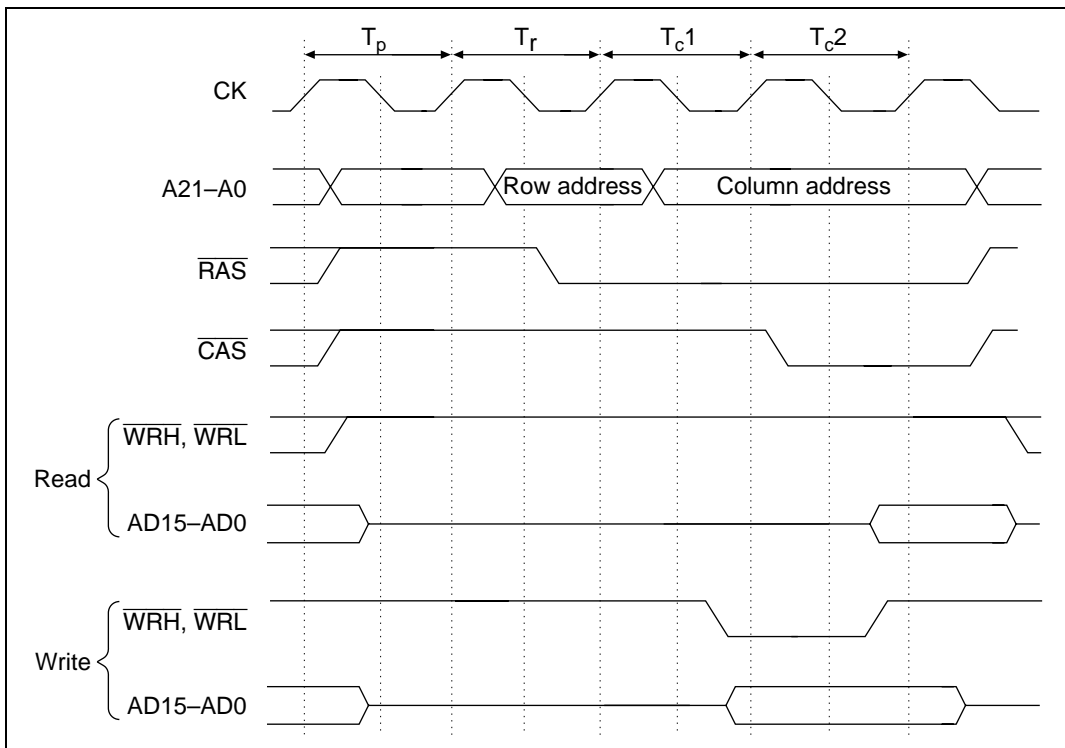 Tp Tr Tc1 Tc2
CK
A21–A0 Row address Column address
RAS
CAS
WRH, WRL
Read
AD15–AD0
WRH, WRL
Write
AD15–AD0